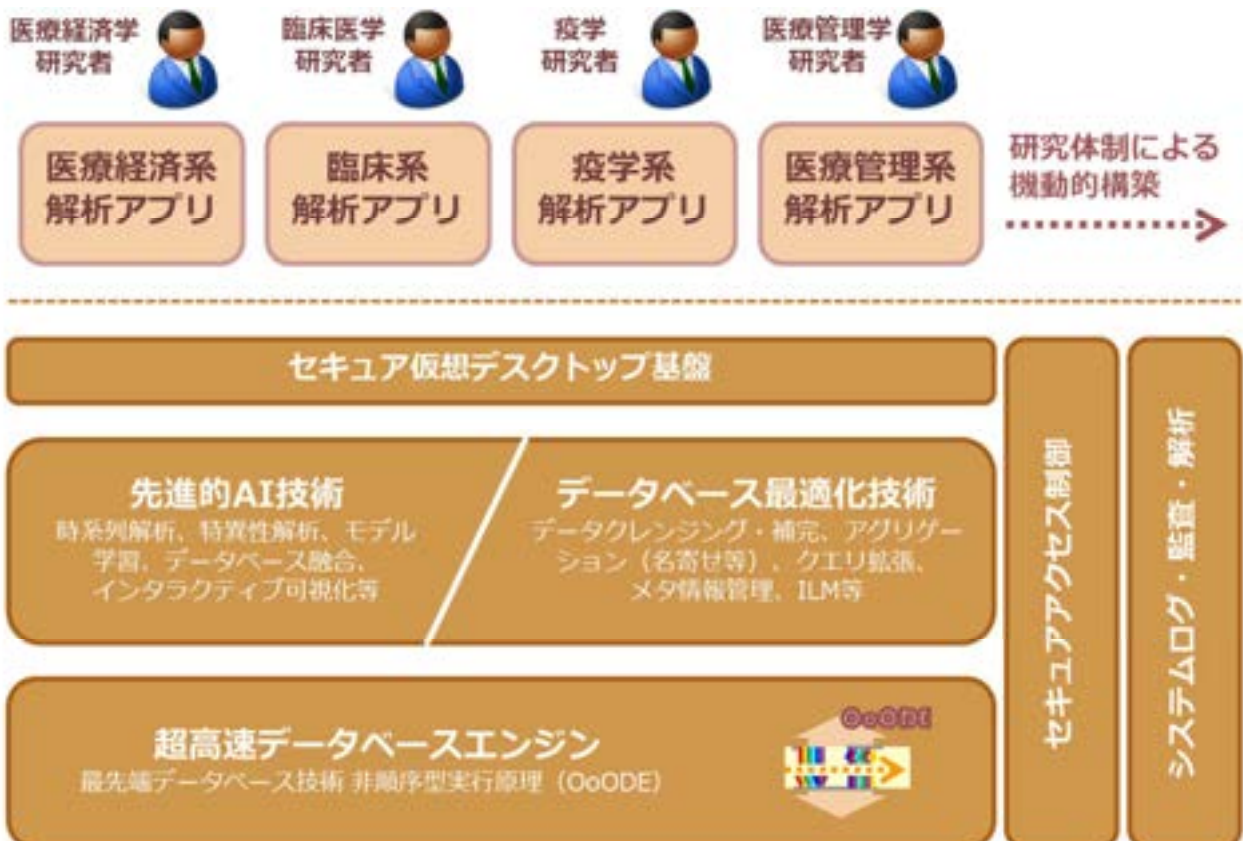 医療経済学
研究者
臨床医学
研究者
疫学
研究者
医療管理学
研究者
医療経済系
解析アプリ
臨床系
解析アプリ
疫学系
解析アプリ
医療管理系
解析アプリ
研究体制による
機動的構築
セキュア仮想デスクトップ基盤
先進的AI技術
時系列解析、特異性解析、モデル
学習、データベース融合、
インタラクティブ可視化等
データベース最適化技術
データクレンジング・補完、アグリゲー
ション（名寄せ等）、クエリ拡張、
メタ情報管理、ILM等
超高速データベースエンジン
最先端データベース技術 非順序型実行原理（OoODE）
OoODE
セキュアアクセス制御
システムログ・監査・解析